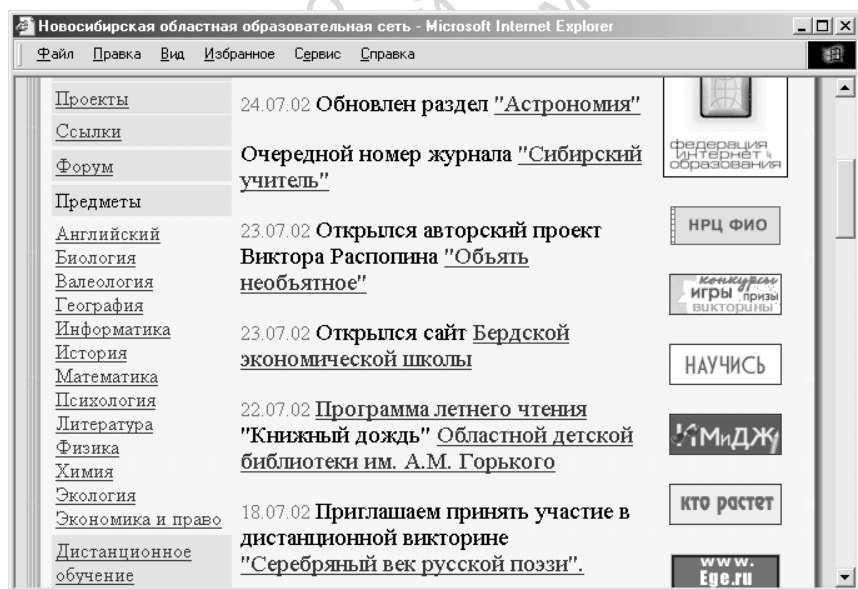 Новосибирская областная образовательная сеть - Microsoft Internet Explorer
Файл Правка Вид Избранное Сервис Справка
Проекты
Ссылки
Форум
Предметы
Английский
Биология
Валеология
География
Информатика
История
Математика
Психология
Литература
Физика
Химия
Экология
Экономика и право
Дистанционное
обучение
24.07.02 Обновлен раздел "Астрономия"
Очередной номер журнала "Сибирский
учитель"
23.07.02 Открылся авторский проект
Виктора Распопина "Объять
необъятное"
23.07.02 Открылся сайт Бердской
экономической школы
22.07.02 Программа летнего чтения
"Книжный дождь" Областной детской
библиотеки им. А.М. Горького
18.07.02 Приглашаем принять участие в
дистанционной викторине
"Серебряный век русской поэзи".
федерация
интернет
образования
НРЦ ФИО
конкурсы
игры призы
викторины
НАУЧИСЬ
ИМиДЖ
кто растет
www.
Ege.ru